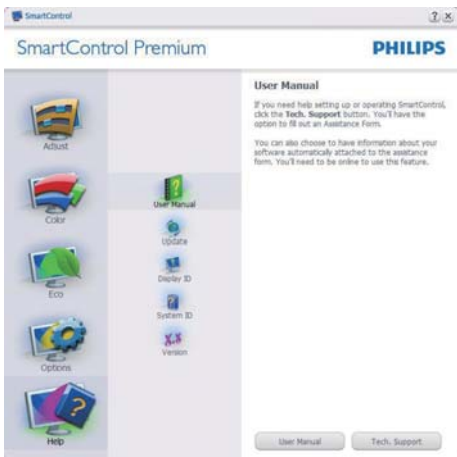 SmartControl
SmartControl Premium
PHILIPS
Adjust
Color
Eco
Options
Help
User Manual
Update
Display ID
System ID
X.X
Version
User Manual
If you need help setting up or operating SmartControl,
click the Tech. Support button. You'll have the
option to fill out an Assistance Form.
You can also choose to have information about your
software automatically attached to the assistance
form. You'll need to be online to use this feature.
User Manual
Tech. Support